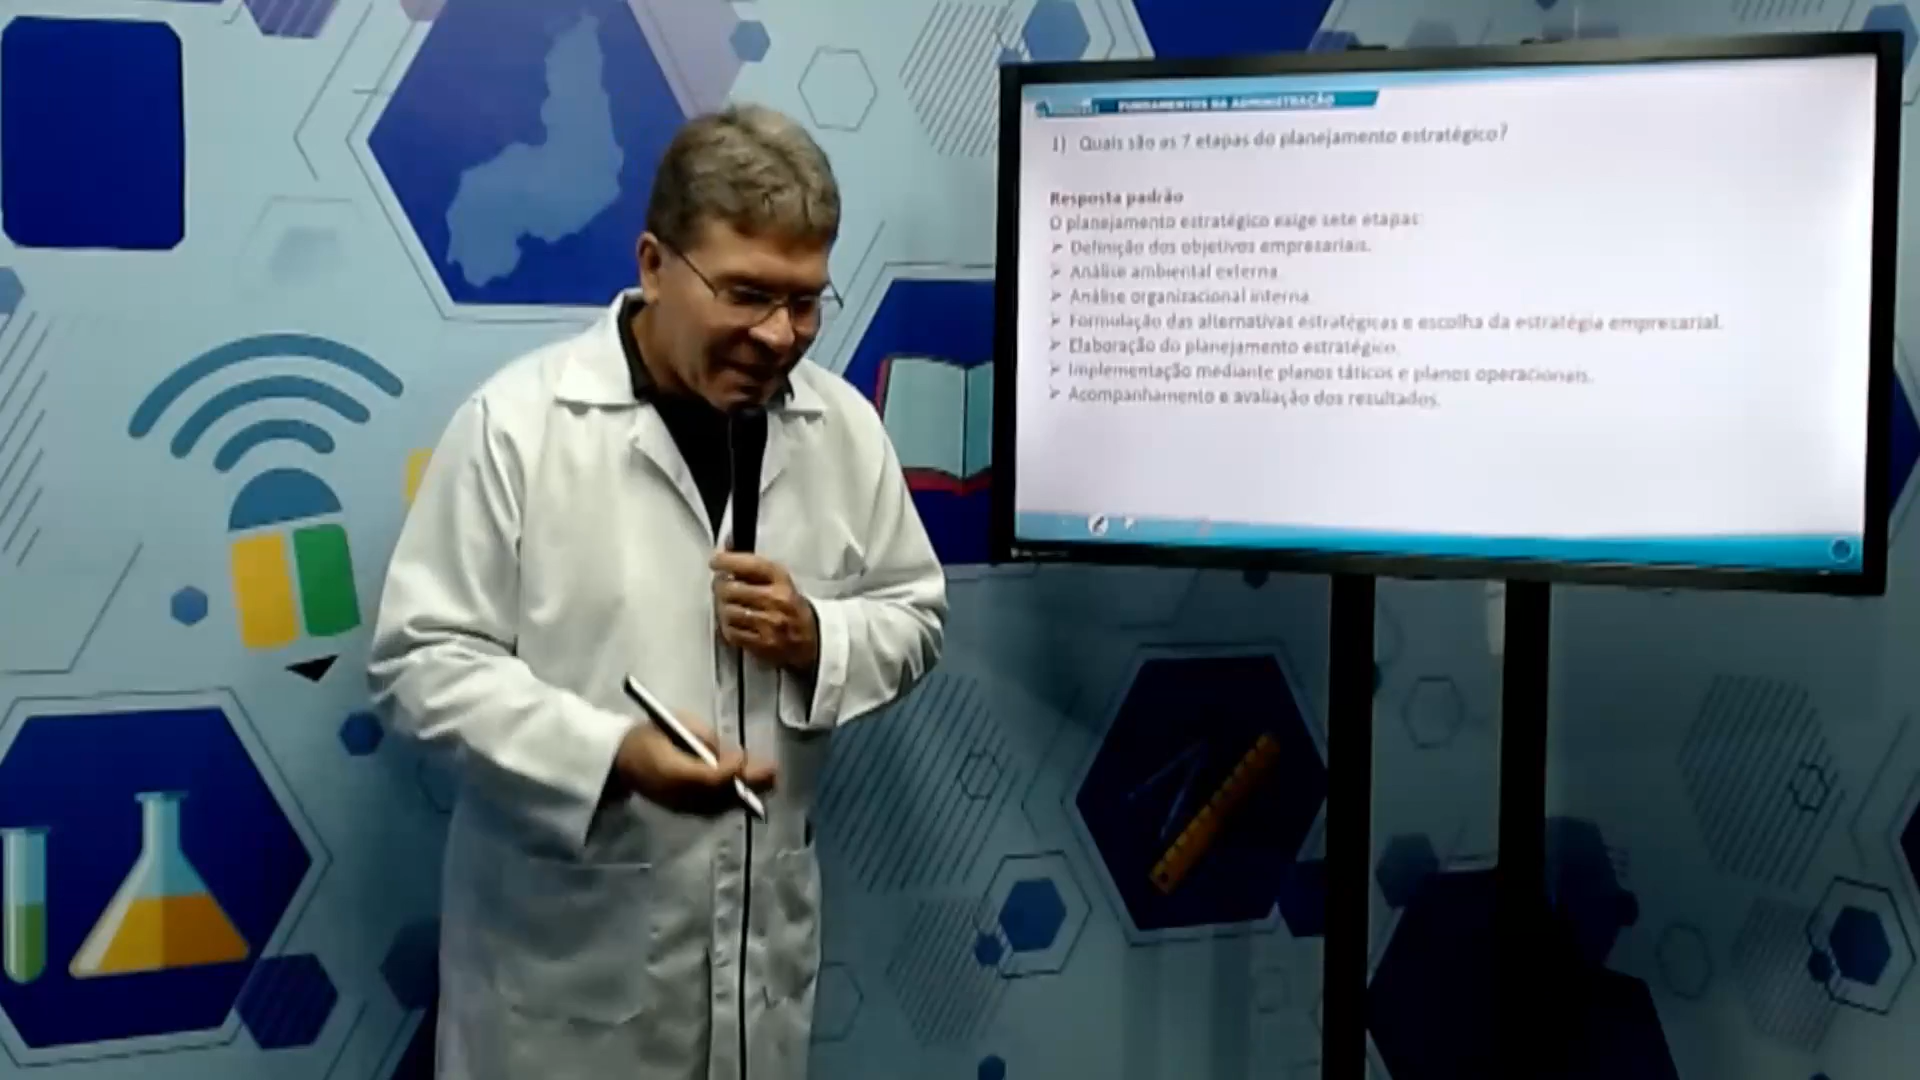 FUNDAMENTOS DA ADMINISTRAÇÃO
1) Quais são as 7 etapas do planejamento estratégico?
Resposta padrão
O planejamento estratégico exige sete etapas:
➢ Definição dos objetivos empresariais.
➢ Análise ambiental externa.
➢ Análise organizacional interna.
➢ Formulação das alternativas estratégicas e escolha da estratégia empresarial.
➢ Elaboração do planejamento estratégico.
➢ Implementação mediante planos táticos e planos operacionais.
➢ Acompanhamento e avaliação dos resultados.